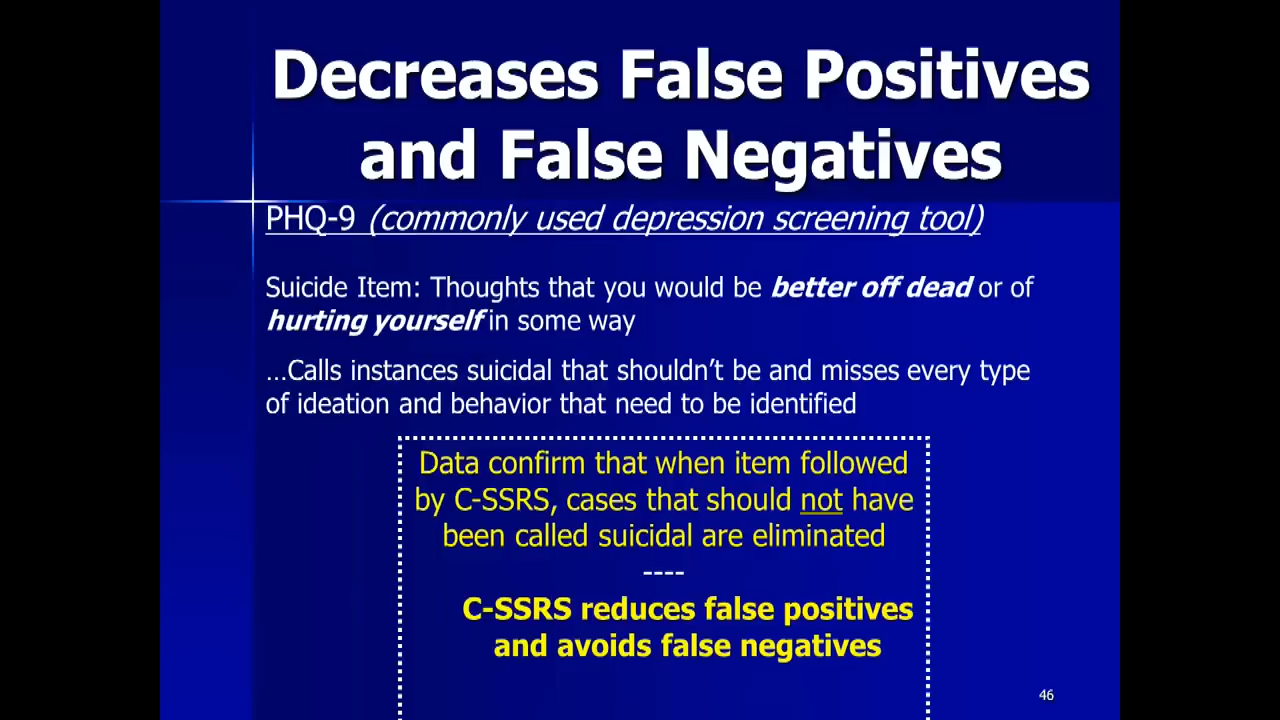 Decreases False Positives
and False Negatives
PHQ-9 (commonly used depression screening tool)
Suicide Item: Thoughts that you would be better off dead or of
hurting yourself in some way
…Calls instances suicidal that shouldn’t be and misses every type
of ideation and behavior that need to be identified
Data confirm that when item followed
by C-SSRS, cases that should not have
been called suicidal are eliminated
----
C-SSRS reduces false positives
and avoids false negatives
46